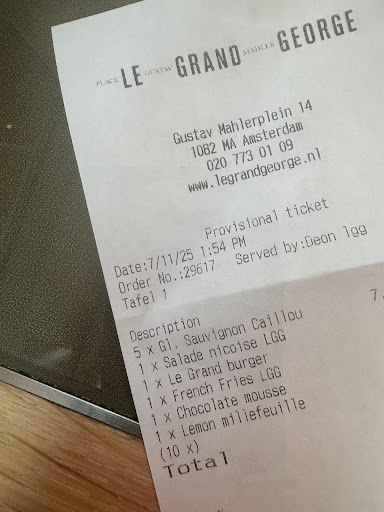 PLACE LE GUSTAV GRAND MAHLER GEORGE
Gustav Mahlerplein 14
1082 MA Amsterdam
020 773 01 09
www.legrandgeorge.nl
Provisional ticket
Date:7/11/25 1:54 PM
Order No.:29617 Served by:Deon lgg
Tafel 1
Description
5 x Gl. Sauvignon Caillou 7.
1 x Salade nicoise LGG
1 x Le Grand burger
1 x French Fries LGG
1 x Chocolate mousse
1 x Lemon millefeuille
(10 x)
Total